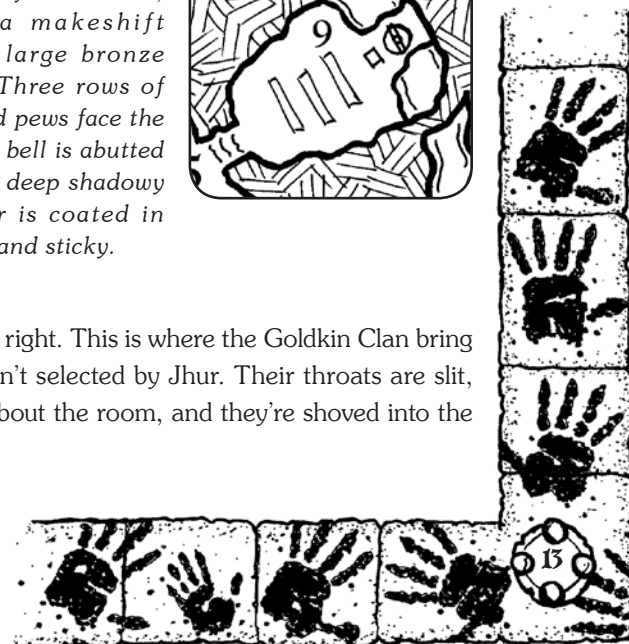 a makeshift
large bronze
Three rows of
pews face the
bell is abutted
deep shadowy
is coated in
and sticky.
9
right. This is where the Goldkin Clan bring
selected by Jhur. Their throats are slit,
the room, and they're shoved into the
13